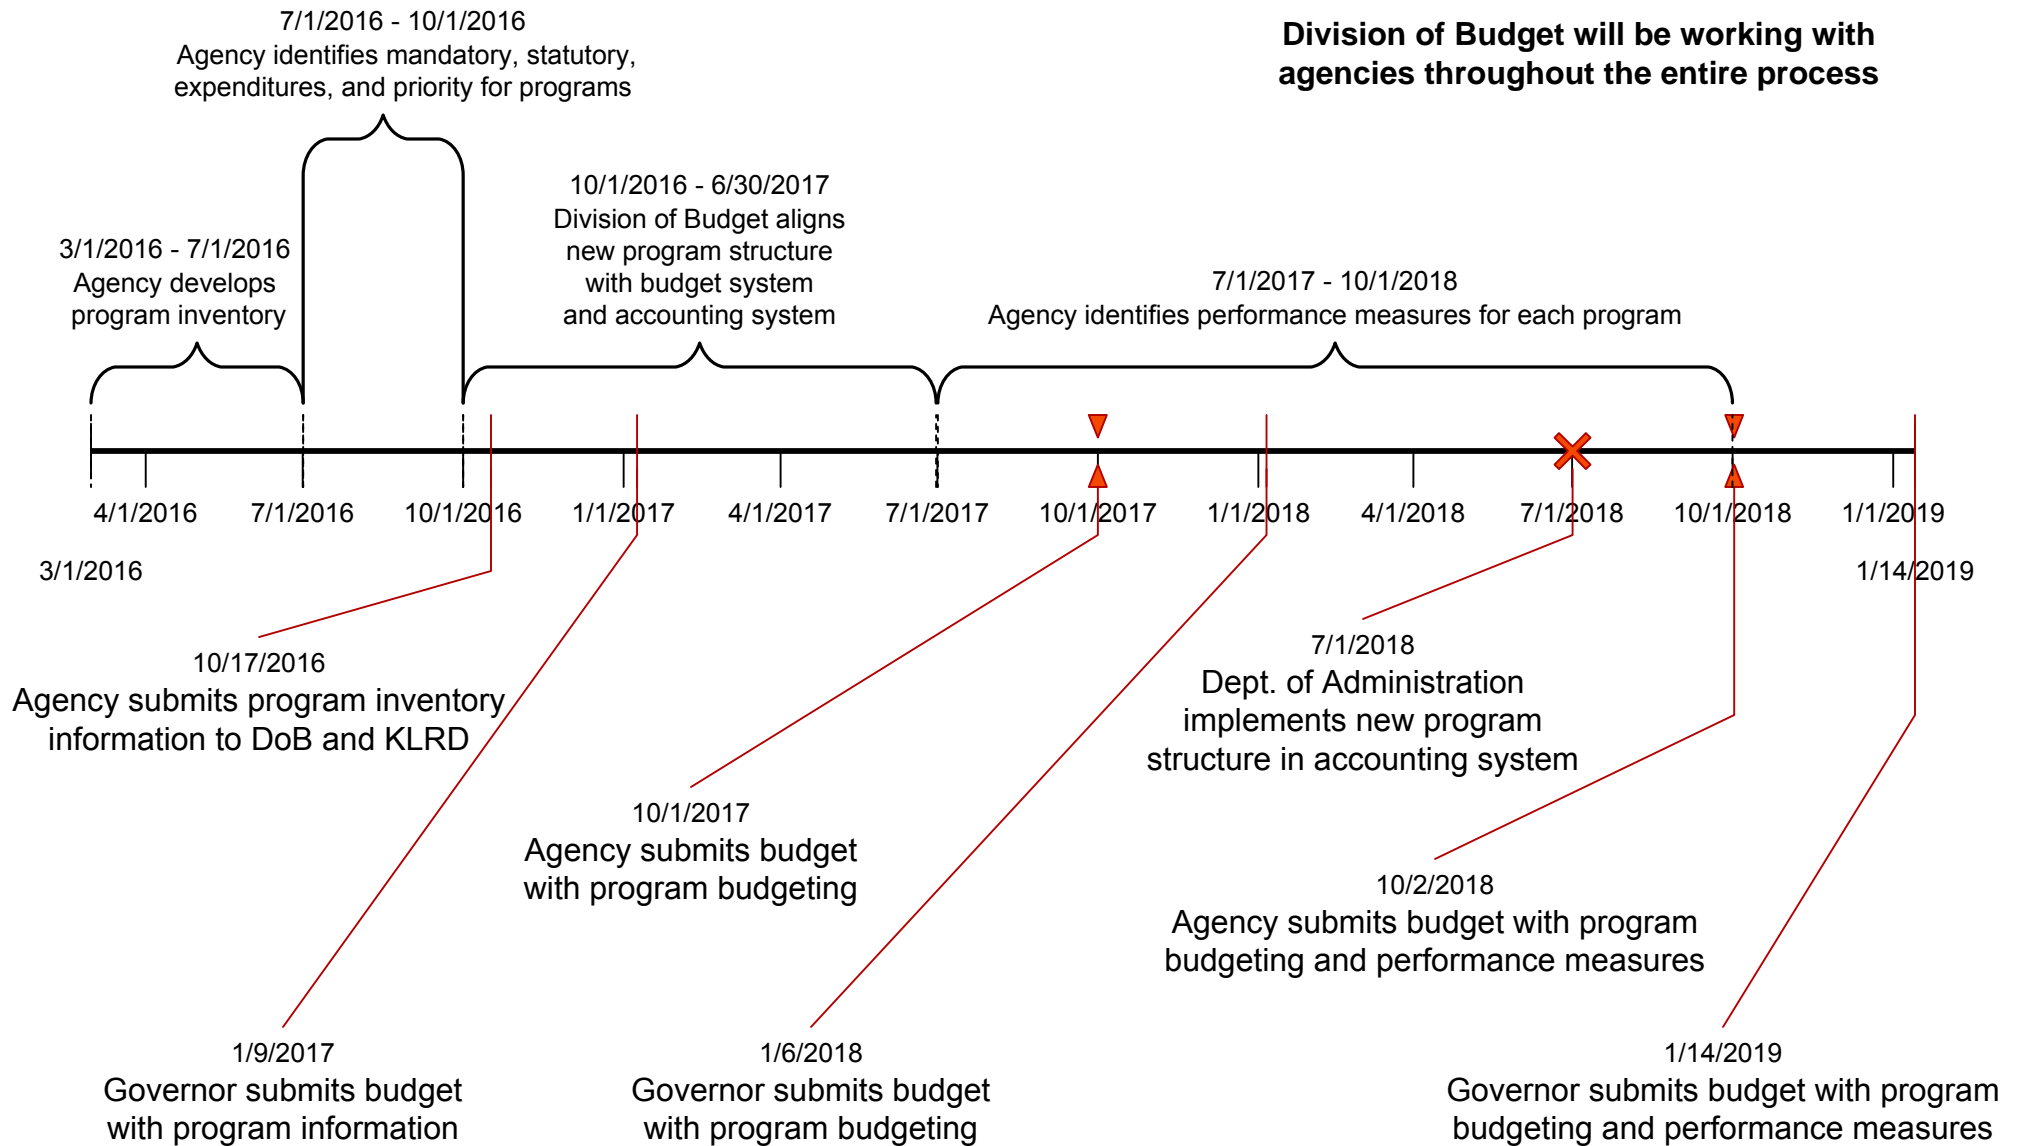 7/1/2016 - 10/1/2016
Agency identifies mandatory, statutory,
expenditures, and priority for programs
Division of Budget will be working with
agencies throughout the entire process
10/1/2016 - 6/30/2017
Division of Budget aligns
new program structure
with budget system
and accounting system
3/1/2016 - 7/1/2016
Agency develops
program inventory
7/1/2017 - 10/1/2018
Agency identifies performance measures for each program
4/1/2016 7/1/2016 10/1/2016 1/1/2017 4/1/2017 7/1/2017 10/1/2017 1/1/2018 4/1/2018 7/1/2018 10/1/2018 1/1/2019
3/1/2016 1/14/2019
10/17/2016
Agency submits program inventory
information to DoB and KLRD
7/1/2018
Dept. of Administration
implements new program
structure in accounting system
10/1/2017
Agency submits budget
with program budgeting
10/2/2018
Agency submits budget with program
budgeting and performance measures
1/9/2017
Governor submits budget
with program information
1/6/2018
Governor submits budget
with program budgeting
1/14/2019
Governor submits budget with program
budgeting and performance measures